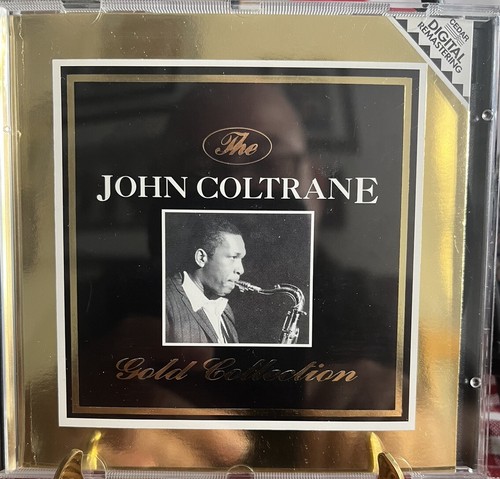 CEDAR
DIGITAL
REMASTERING
The
JOHN COLTRANE
Gold Collection